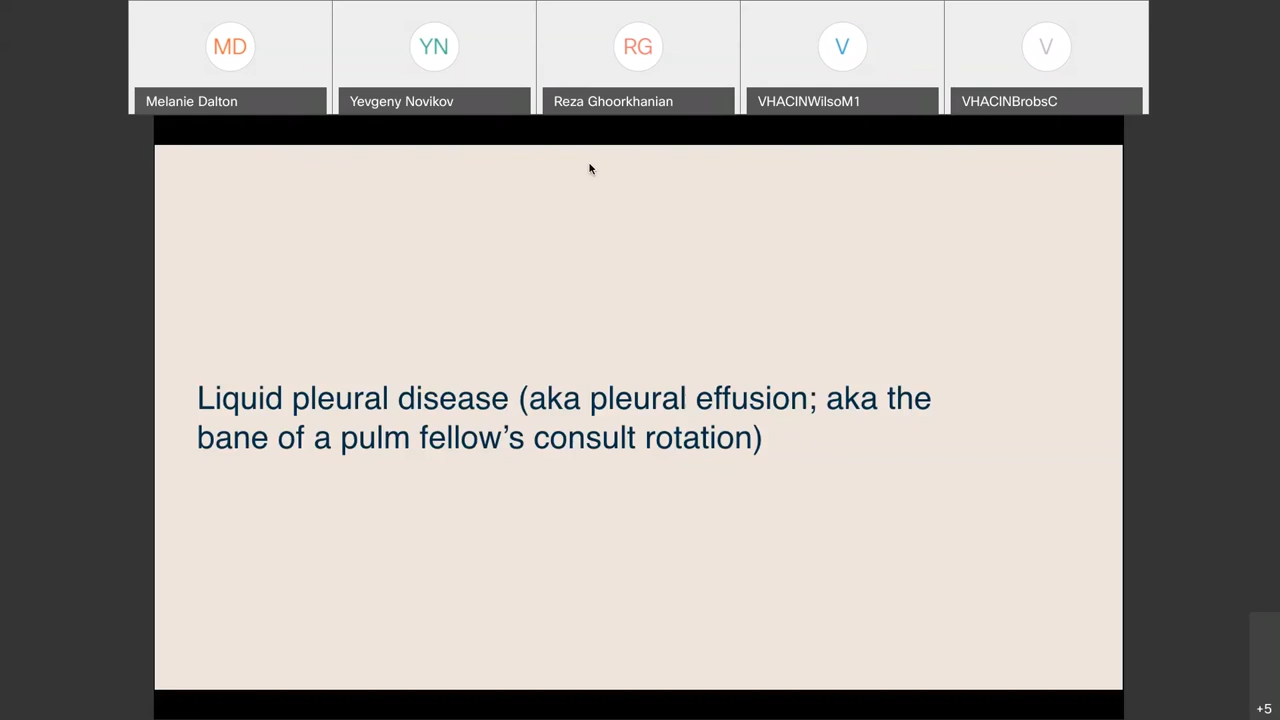 MD
YN
RG
V
V
Melanie Dalton
Yevgeny Novikov
Reza Ghoorkhanian
VHACINWilsoM1
VHACINBrobsC
Liquid pleural disease (aka pleural effusion; aka the
bane of a pulm fellow’s consult rotation)
+5